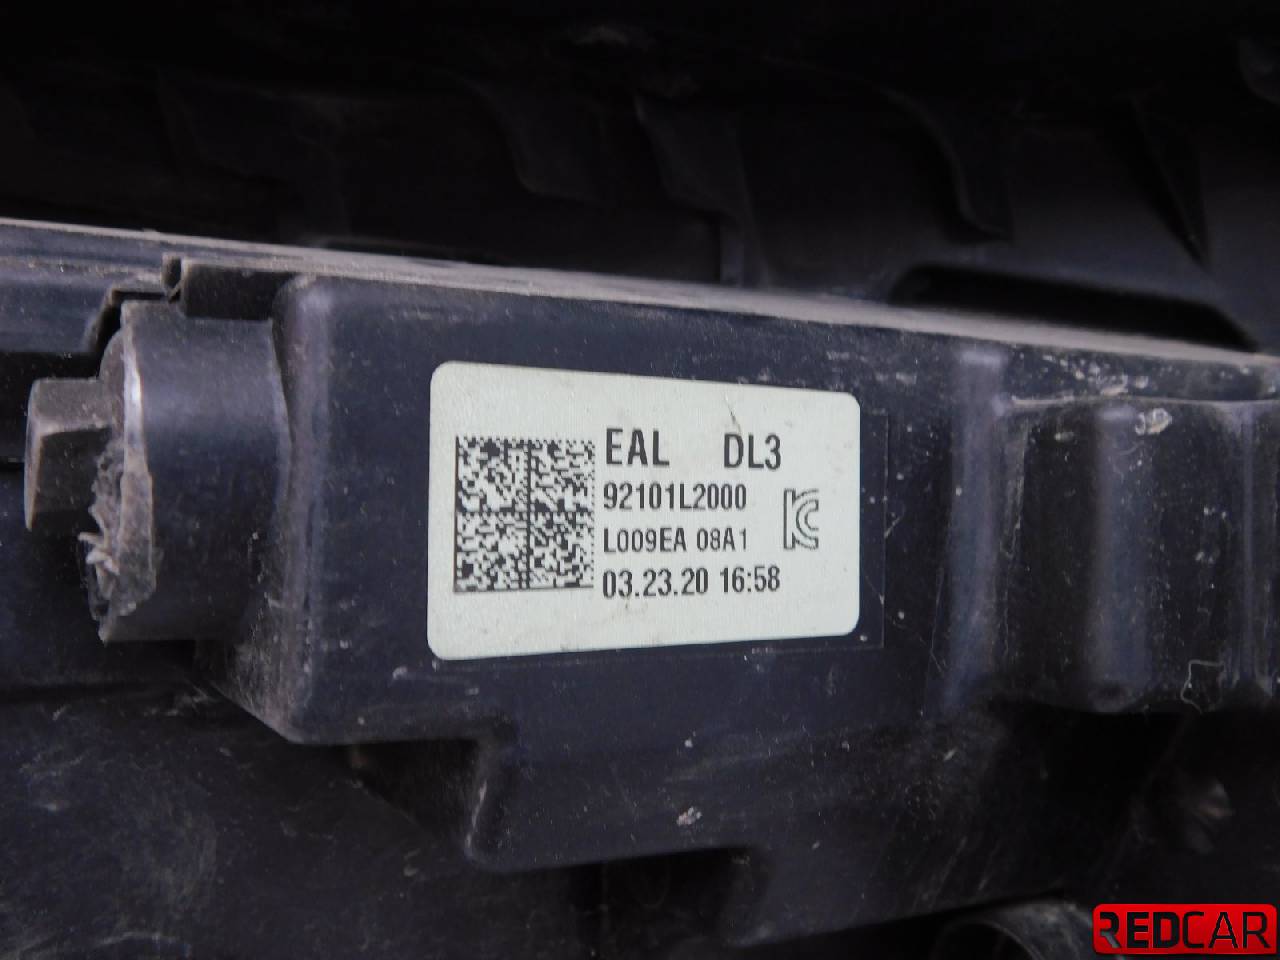 EAL DL3
92101L2000
L009EA 08A1
03.23.20 16:58
REDCAR